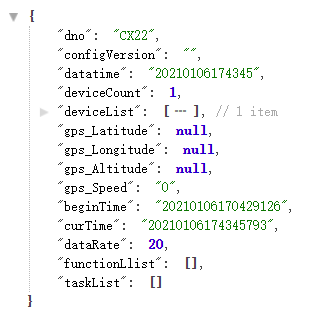 {
"dno": "CX22",
"configVersion": "",
"datatime": "20210106174345",
"deviceCount": 1,
"deviceList": [ ], // 1 item
"gps_Latitude": null,
"gps_Longitud": null,
"gps_Altitude": null,
"gps_Speed": "0",
"beginTime": "20210106170429126",
"curTime": "20210106174345793",
"dataRate": 20,
"functionLlist": [],
"taskList": []
}